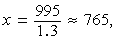 x = 995/1.3 ≈ 765,